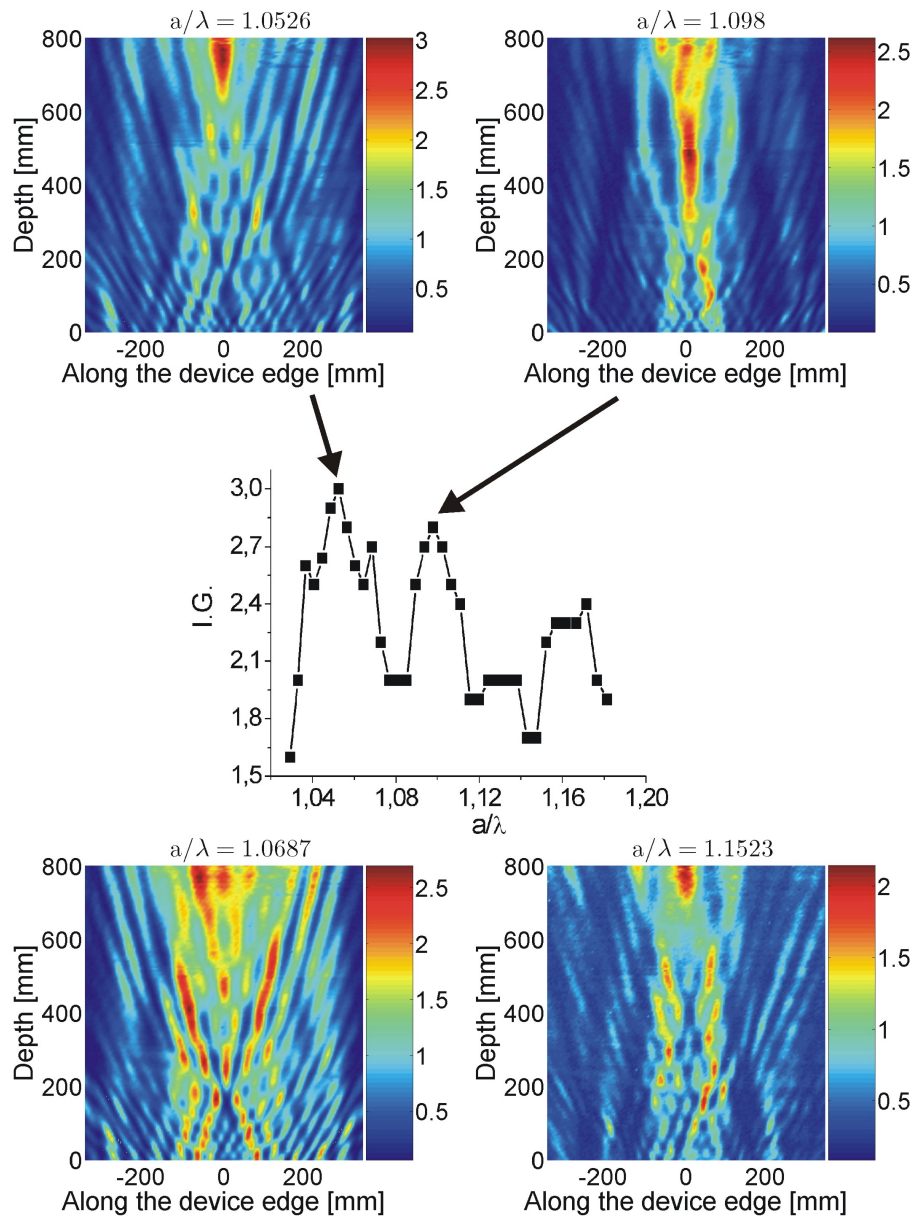 a/λ = 1.0526
a/λ = 1.098
800
600
400
200
0
Depth [mm]
-200 0 200
Along the device edge [mm]
3
2.5
2
1.5
1
0.5
800
600
400
200
0
Depth [mm]
-200 0 200
Along the device edge [mm]
2.5
2
1.5
1
0.5
3,0
2,7
2,4
2,1
1,8
1,5
I.G.
1,04 1,08 1,12 1,16 1,20
a/λ
a/λ = 1.0687
a/λ = 1.1523
800
600
400
200
0
Depth [mm]
-200 0 200
Along the device edge [mm]
2.5
2
1.5
1
0.5
800
600
400
200
0
Depth [mm]
-200 0 200
Along the device edge [mm]
2
1.5
1
0.5